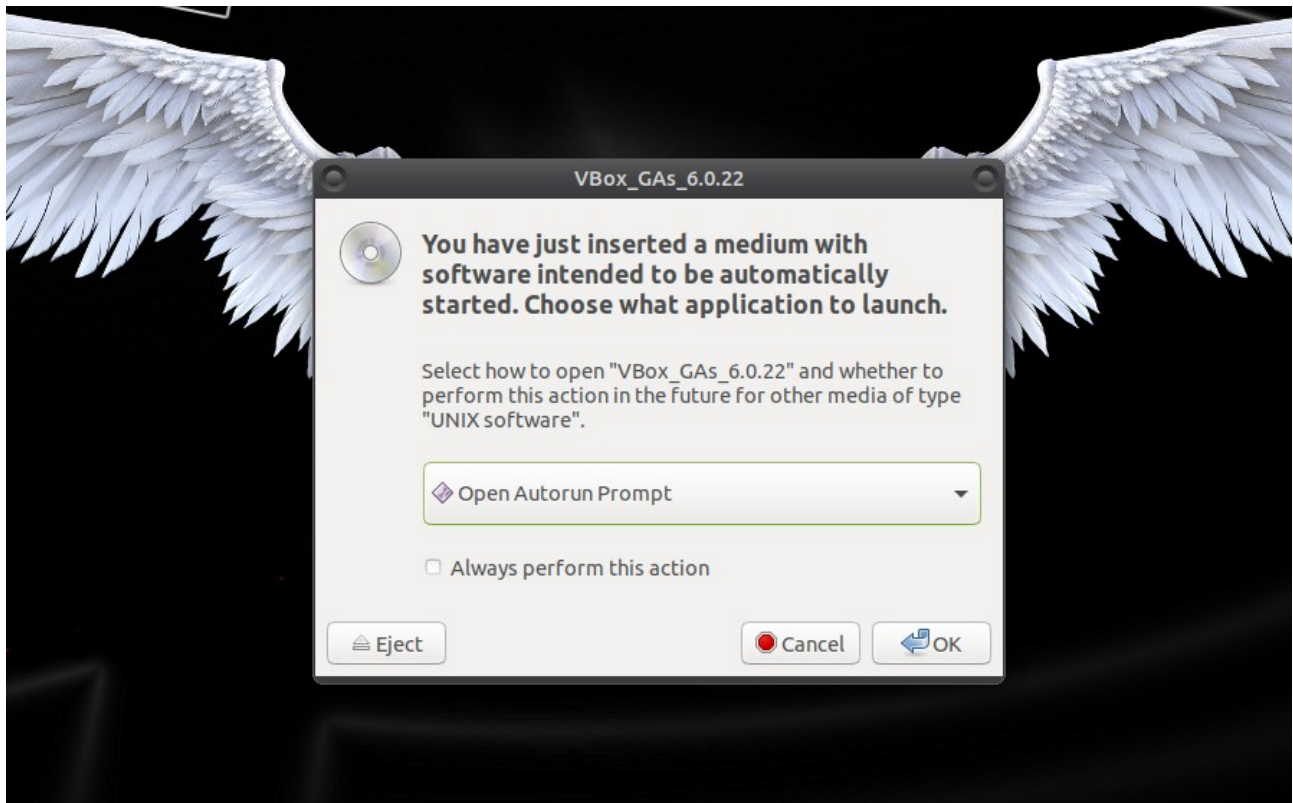 VBox_GAs_6.0.22
You have just inserted a medium with
software intended to be automatically
started. Choose what application to launch.
Select how to open "VBox_GAs_6.0.22" and whether to
perform this action in the future for other media of type
"UNIX software".
Open Autorun Prompt
Always perform this action
Eject
Cancel
OK